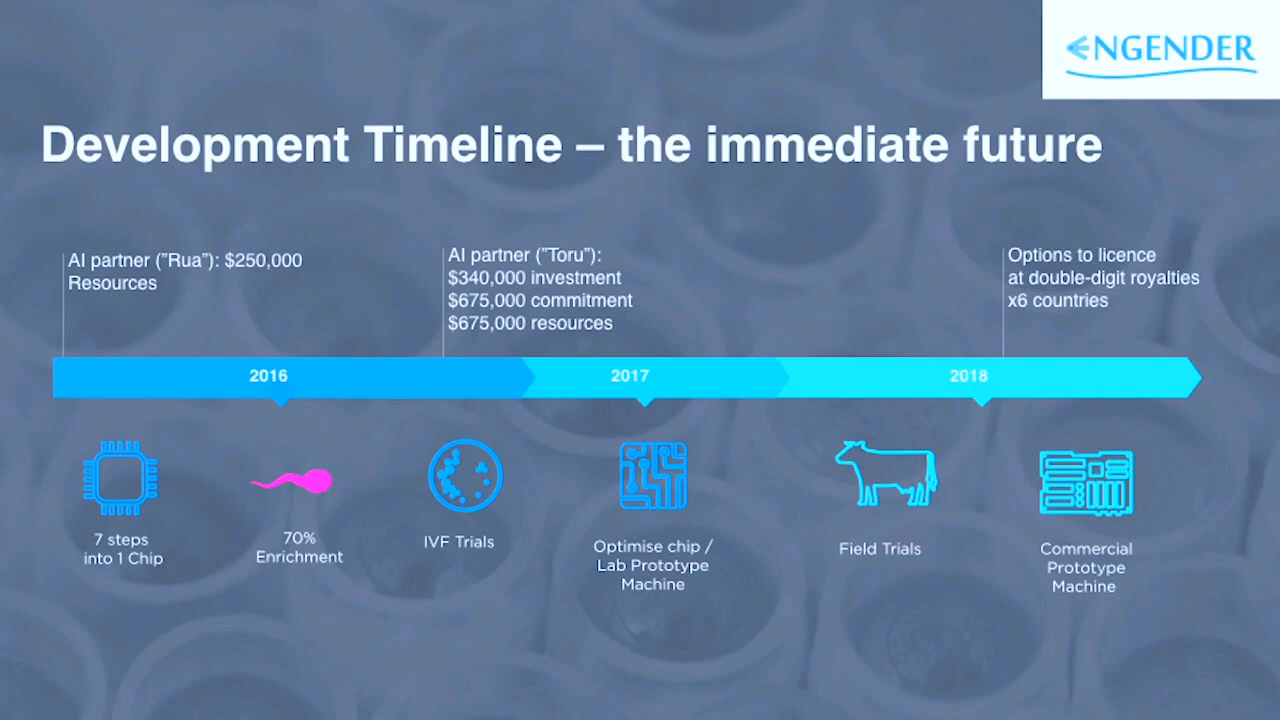 ENGENDER
Development Timeline – the immediate future
AI partner ("Rua"): $250,000
Resources
AI partner ("Toru"):
$340,000 investment
$675,000 commitment
$675,000 resources
Options to licence
at double-digit royalties
x6 countries
2016
2017
2018
7 steps
into 1 Chip
70%
Enrichment
IVF Trials
Optimise chip /
Lab Prototype
Machine
Field Trials
Commercial
Prototype
Machine